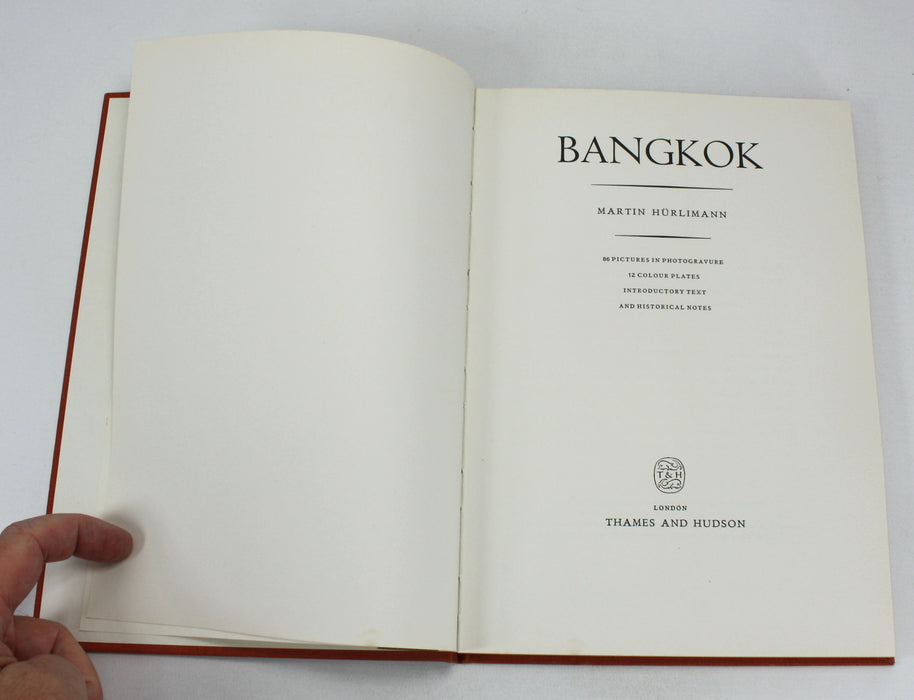 BANGKOK
MARTIN HÜRLIMANN
86 PICTURES IN PHOTOGRAVURE
12 COLOUR PLATES
INTRODUCTORY TEXT
AND HISTORICAL NOTES
T & H
LONDON
THAMES AND HUDSON